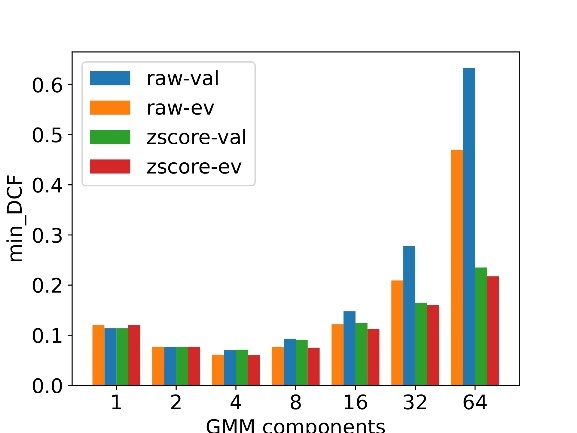 raw-val
raw-ev
zscore-val
zscore-ev
min_DCF
0.6
0.5
0.4
0.3
0.2
0.1
0.0
1 2 4 8 16 32 64
GMM components